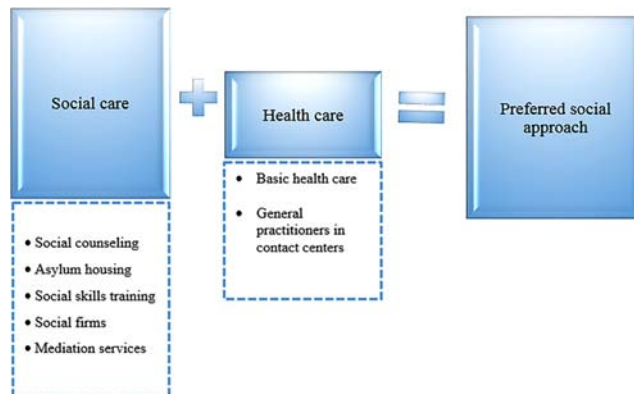 Social care
Health care
Preferred social
approach
• Social counseling
• Asylum housing
• Social skills training
• Social firms
• Mediation services
• Basic health care
• General
practitioners in
contact centers